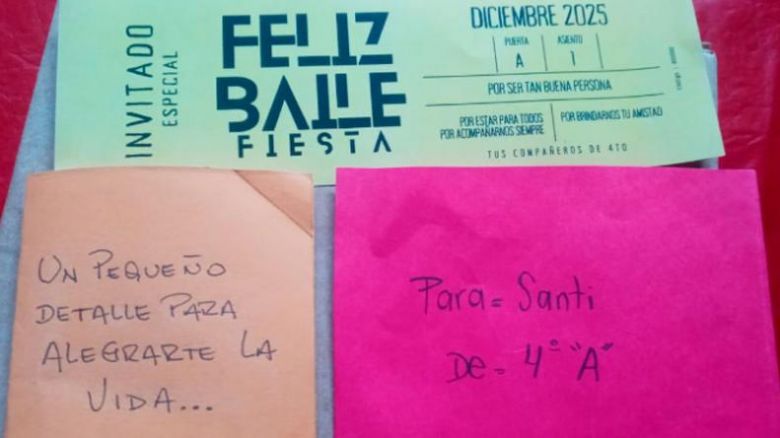 INVITADO
ESPECIAL
FELIZ
BAILE
FIESTA
DICIEMBRE 2025
PUERTA
A
ASIENTO
1
POR SER TAN BUENA PERSONA
POR ESTAR PARA TODOS
POR ACOMPAÑARNOS SIEMPRE
POR BRINDARNOS TU AMISTAD
TUS COMPAÑEROS DE 4TO
UN PEQUEÑO
DETALLE PARA
ALEGRARTE LA
VIDA...
Para= Santi
De= 4° "A"